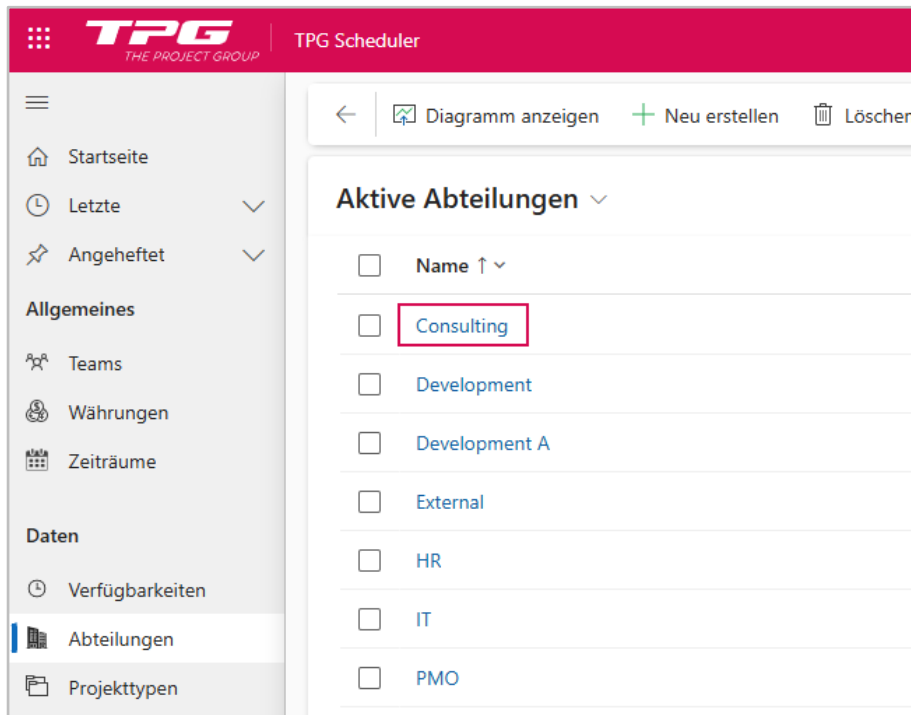 TPG
THE PROJECT GROUP
TPG Scheduler
Diagramm anzeigen
Neu erstellen
Löschen
Startseite
Letzte
Angeheftet
Allgemeines
Teams
Währungen
Zeiträume
Daten
Verfügbarkeiten
Abteilungen
Projekttypen
Aktive Abteilungen
Name ↑
Consulting
Development
Development A
External
HR
IT
PMO